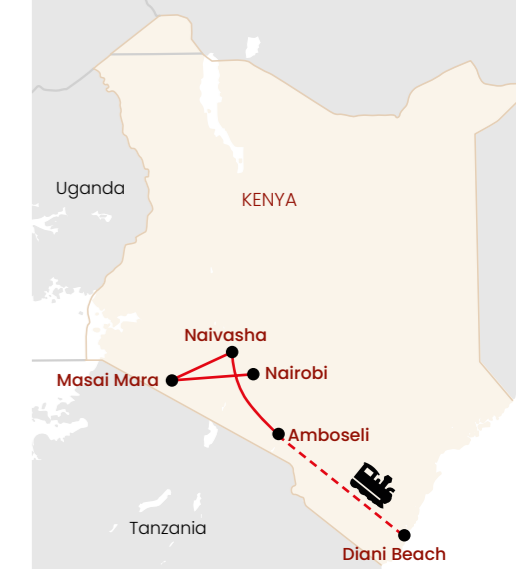 Uganda
KENYA
Naivasha
Nairobi
Masai Mara
Amboseli
Tanzania
Diani Beach